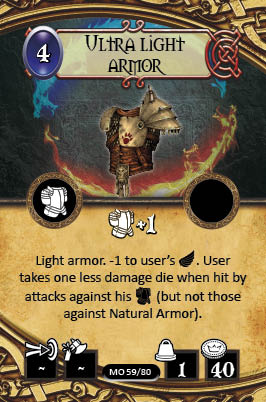 4
Ultra Light
Armor
+1
Light armor. -1 to user's . User
takes one less damage die when hit by
attacks against his (but not those
against Natural Armor).
~ ~ MO 59/80 1 40